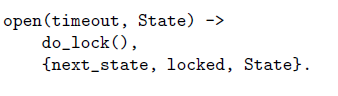 open(timeout, State) ->
    do_lock(),
    {next_state, locked, State}.